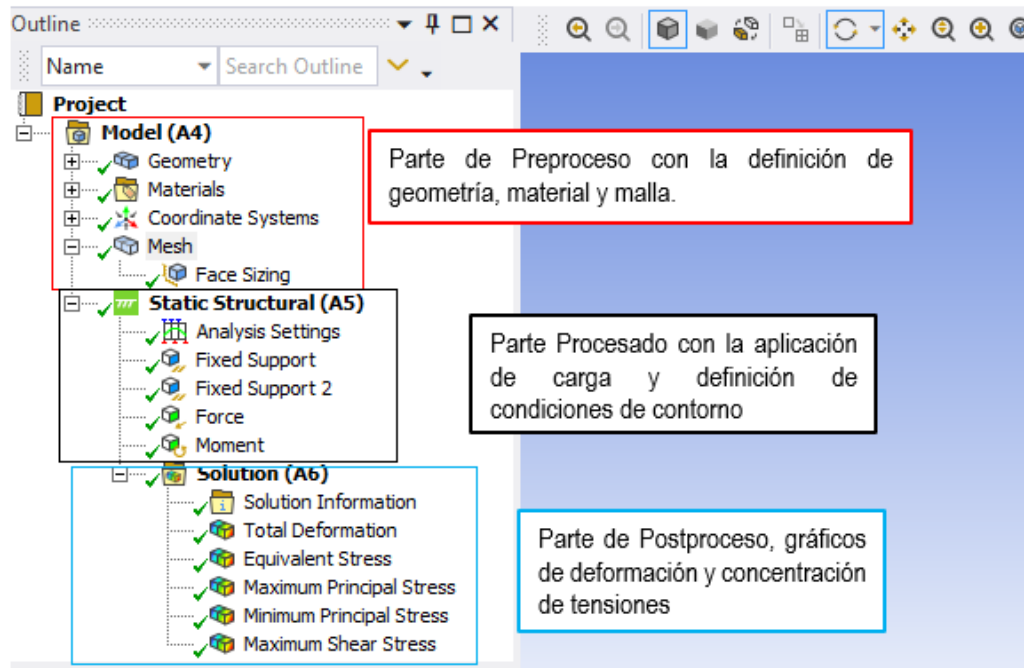 Outline
Name
Search Outline
Project
Model (A4)
Geometry
Materials
Coordinate Systems
Mesh
Face Sizing
Static Structural (A5)
Analysis Settings
Fixed Support
Fixed Support 2
Force
Moment
Solution (A6)
Solution Information
Total Deformation
Equivalent Stress
Maximum Principal Stress
Minimum Principal Stress
Maximum Shear Stress
Parte de Preproceso con la definición de
geometría, material y malla.
Parte Procesado con la aplicación
de carga y definición de
condiciones de contorno
Parte de Postproceso, gráficos
de deformación y concentración
de tensiones